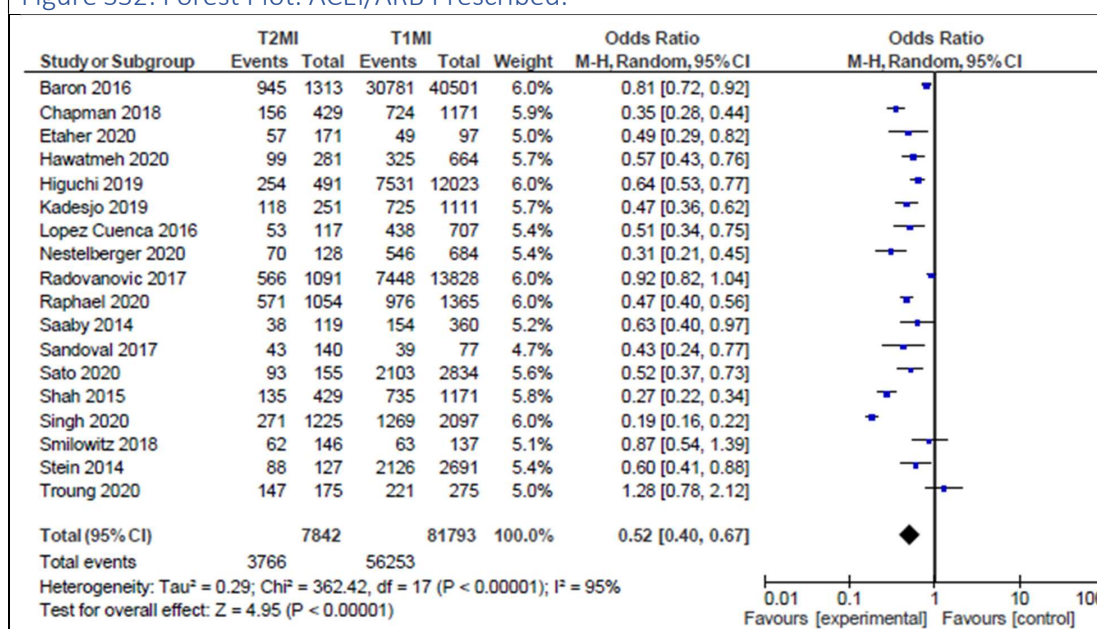 Figure S32. Forest Plot: ACEi/ARB Prescribed.
T2MI T1MI Odds Ratio Odds Ratio
Study or Subgroup Events Total Events Total Weight M-H, Random, 95% CI M-H, Random, 95% CI
Baron 2016 945 1313 30781 40501 6.0% 0.81 [0.72, 0.92]
Chapman 2018 156 429 724 1171 5.9% 0.35 [0.28, 0.44]
Etaher 2020 57 171 49 97 5.0% 0.49 [0.29, 0.82]
Hawatmeh 2020 99 281 325 664 5.7% 0.57 [0.43, 0.76]
Higuchi 2019 254 491 7531 12023 6.0% 0.64 [0.53, 0.77]
Kadesjo 2019 118 251 725 1111 5.7% 0.47 [0.36, 0.62]
Lopez Cuenca 2016 53 117 438 707 5.4% 0.51 [0.34, 0.75]
Nestelberger 2020 70 128 546 684 5.4% 0.31 [0.21, 0.45]
Radovanovic 2017 566 1091 7448 13828 6.0% 0.92 [0.82, 1.04]
Raphael 2020 571 1054 976 1365 6.0% 0.47 [0.40, 0.56]
Saaby 2014 38 119 154 360 5.2% 0.63 [0.40, 0.97]
Sandoval 2017 43 140 39 77 4.7% 0.43 [0.24, 0.77]
Sato 2020 93 155 2103 2834 5.6% 0.52 [0.37, 0.73]
Shah 2015 135 429 735 1171 5.9% 0.27 [0.22, 0.34]
Singh 2020 271 1225 1269 2097 6.0% 0.19 [0.16, 0.22]
Smilowitz 2018 62 146 63 137 5.1% 0.87 [0.54, 1.39]
Stein 2014 88 127 2126 2691 5.4% 0.60 [0.41, 0.88]
Troung 2020 147 175 221 275 5.0% 1.28 [0.78, 2.12]
Total (95% CI) 7842 81793 100.0% 0.52 [0.40, 0.67]
Total events 3766 56253
Heterogeneity: Tau² = 0.29; Chi² = 362.42, df = 17 (P < 0.00001); I² = 95%
Test for overall effect: Z = 4.95 (P < 0.00001)
0.01 0.1 1 10 100
Favours [experimental] Favours [control]